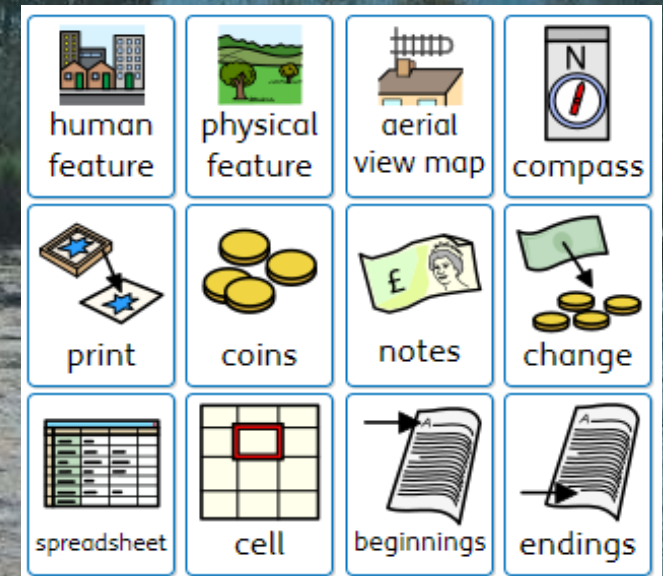 human
feature
physical
feature
aerial
view map
N
compass
print
coins
£
notes
change
spreadsheet
cell
A
beginnings
A
endings